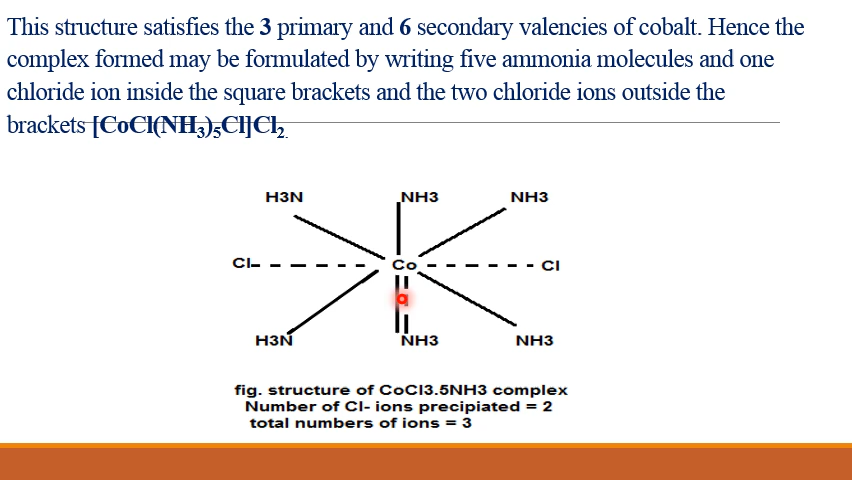 This structure satisfies the 3 primary and 6 secondary valencies of cobalt. Hence the
complex formed may be formulated by writing five ammonia molecules and one
chloride ion inside the square brackets and the two chloride ions outside the
brackets [CoCl(NH3)5Cl]Cl2.
H3N NH3 NH3
Cl Co Cl
H3N NH3 NH3
fig. structure of CoCl3.5NH3 complex
Number of Cl- ions precipiated = 2
total numbers of ions = 3